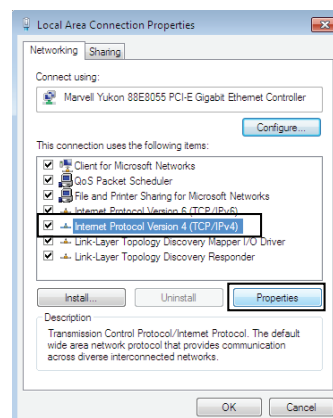 Local Area Connection Properties
Networking Sharing
Connect using:
Marvell Yukon 88E8055 PCI-E Gigabit Ethernet Controller
Configure...
This connection uses the following items:
Client for Microsoft Networks
QoS Packet Scheduler
File and Printer Sharing for Microsoft Networks
Internet Protocol Version 6 (TCP/IPv6)
Internet Protocol Version 4 (TCP/IPv4)
Link-Layer Topology Discovery Mapper I/O Driver
Link-Layer Topology Discovery Responder
Install... Uninstall Properties
Description
Transmission Control Protocol/Internet Protocol. The default
wide area network protocol that provides communication
across diverse interconnected networks.
OK Cancel